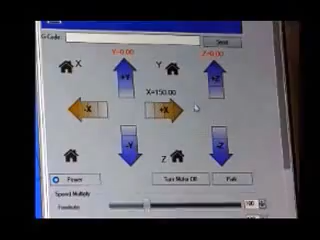 G-Code:
Send
Y=0.00 Z=0.00
X Y
+Y +Z
X=150.00
-X +X
-Y -Z
Z
Power Turn Motor Off Park
Speed Multiply
Feedrate: 100